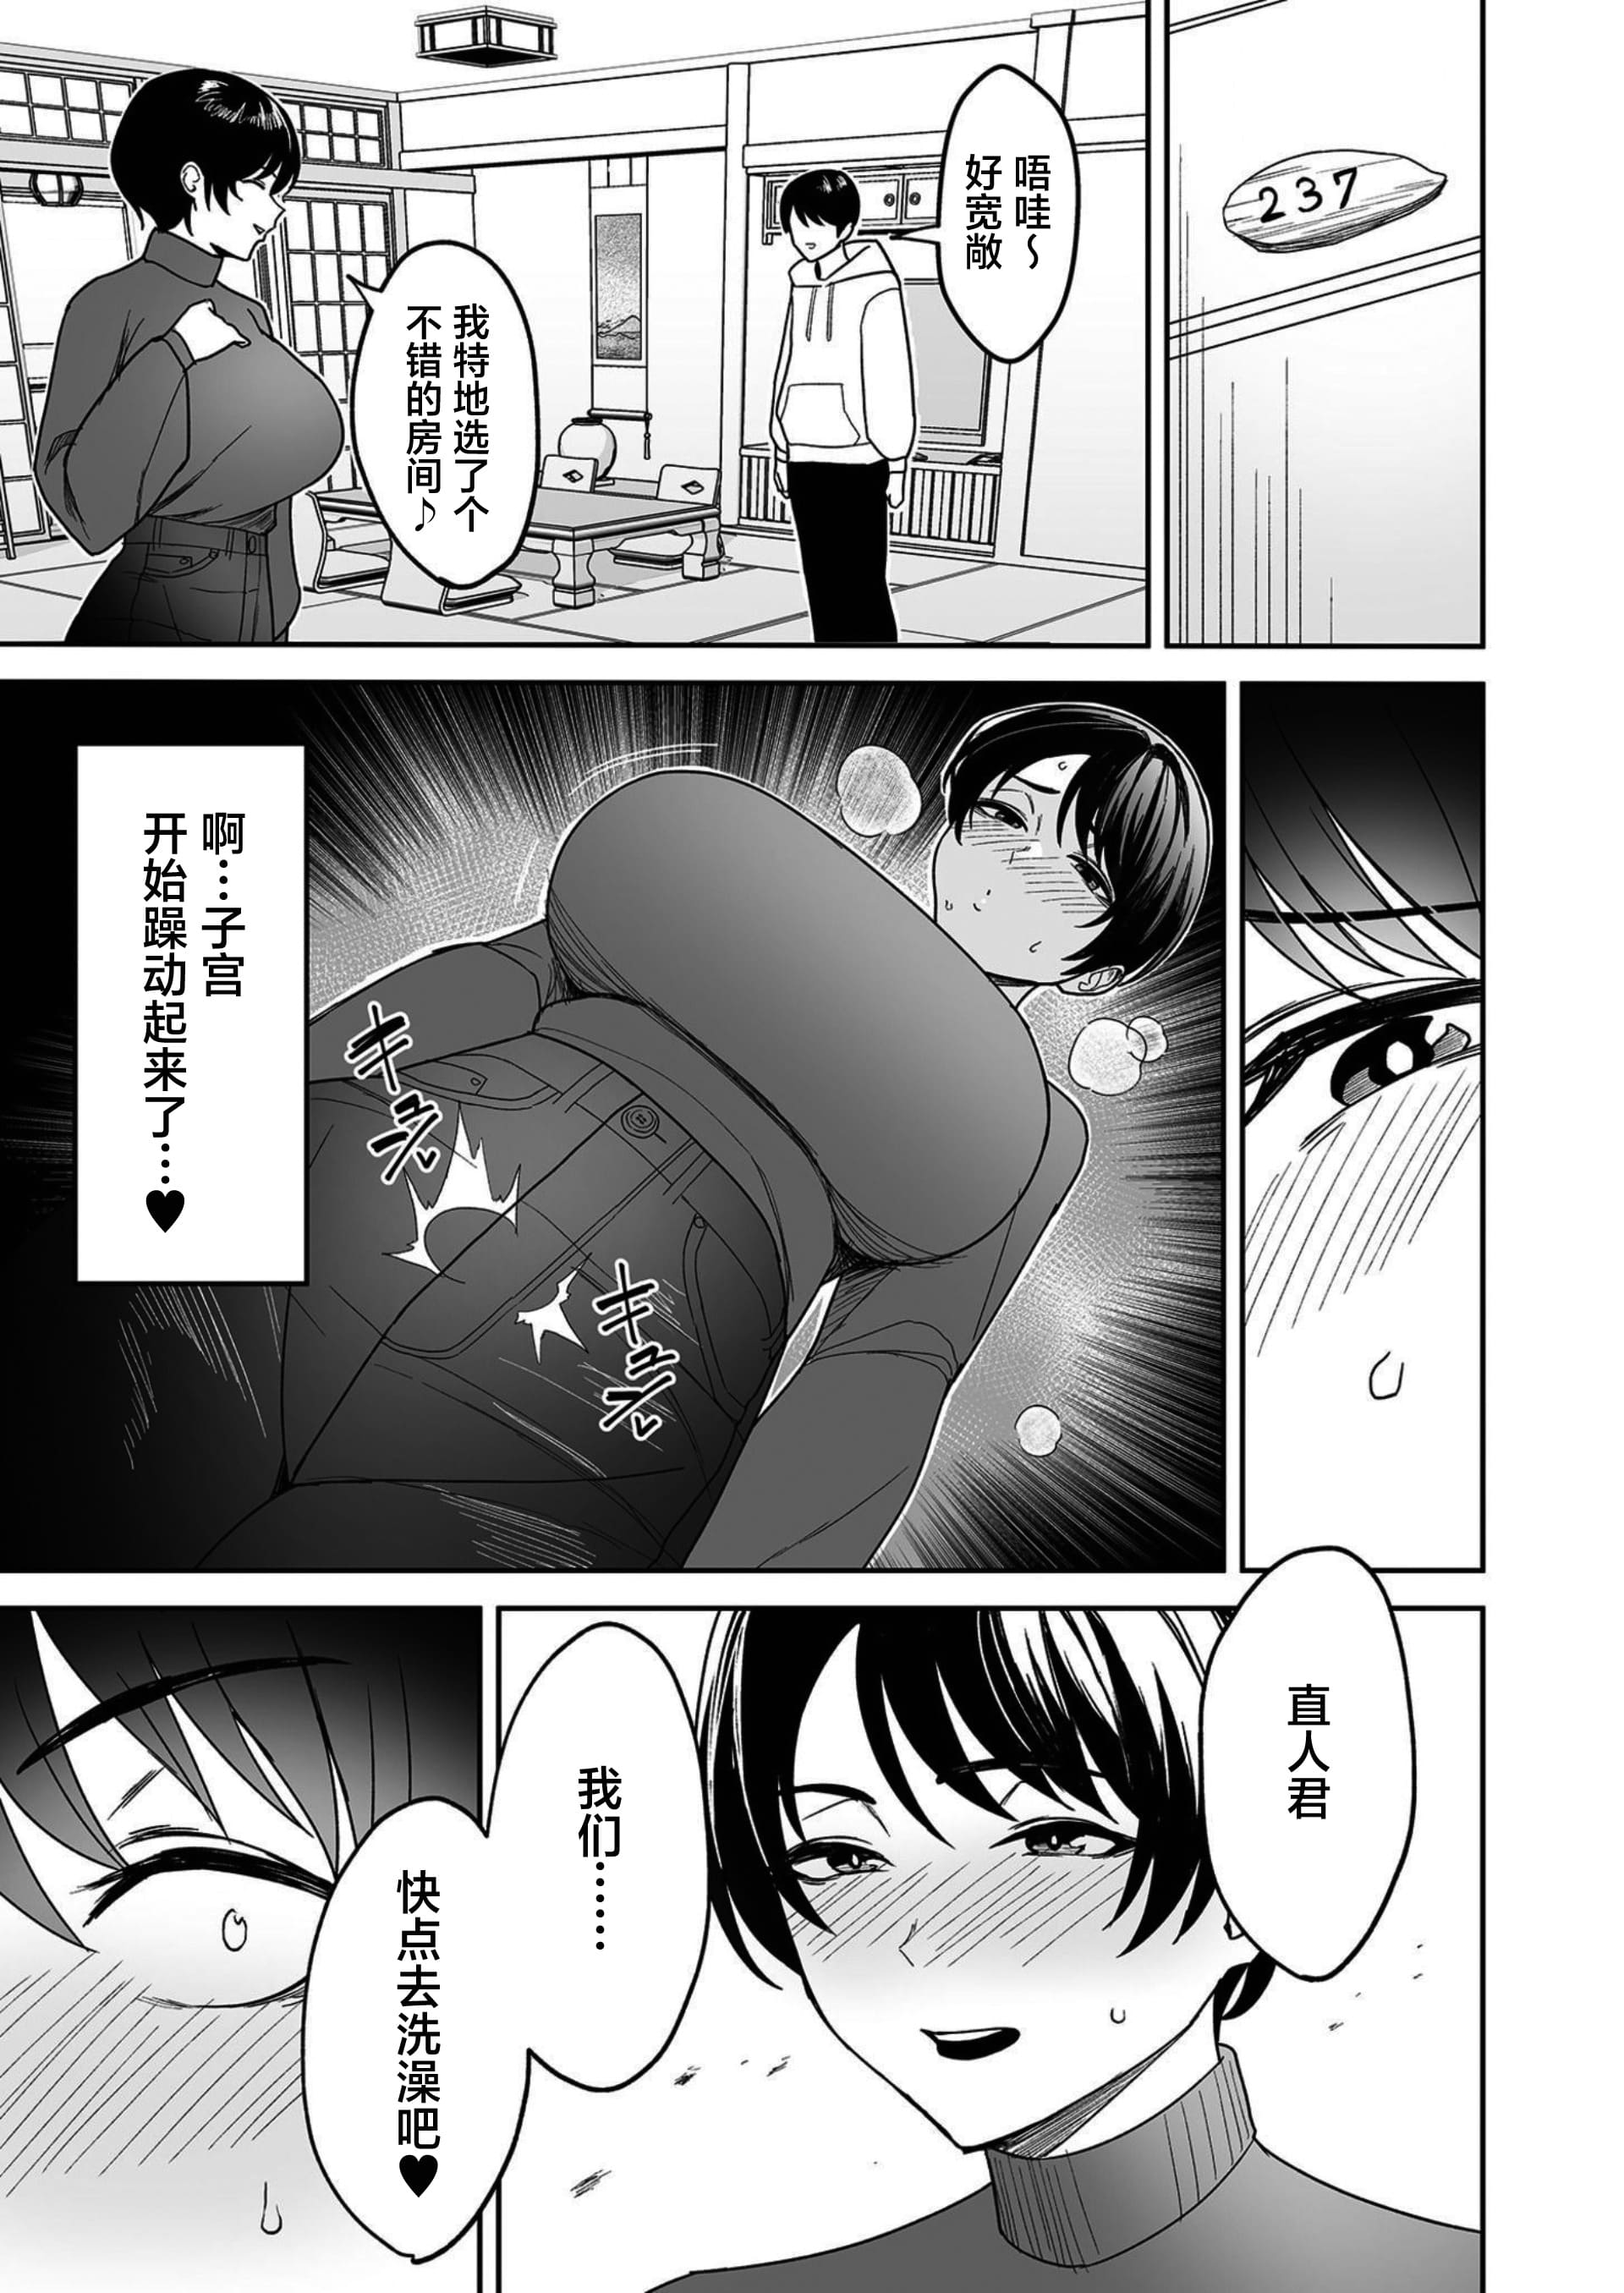 237
唔哇～
好宽敞
我特地选了个
不错的房间♪
啊…子宫
开始躁动起来了…♥
キュン
キュン
直人君
我们……
快点去洗澡吧♥